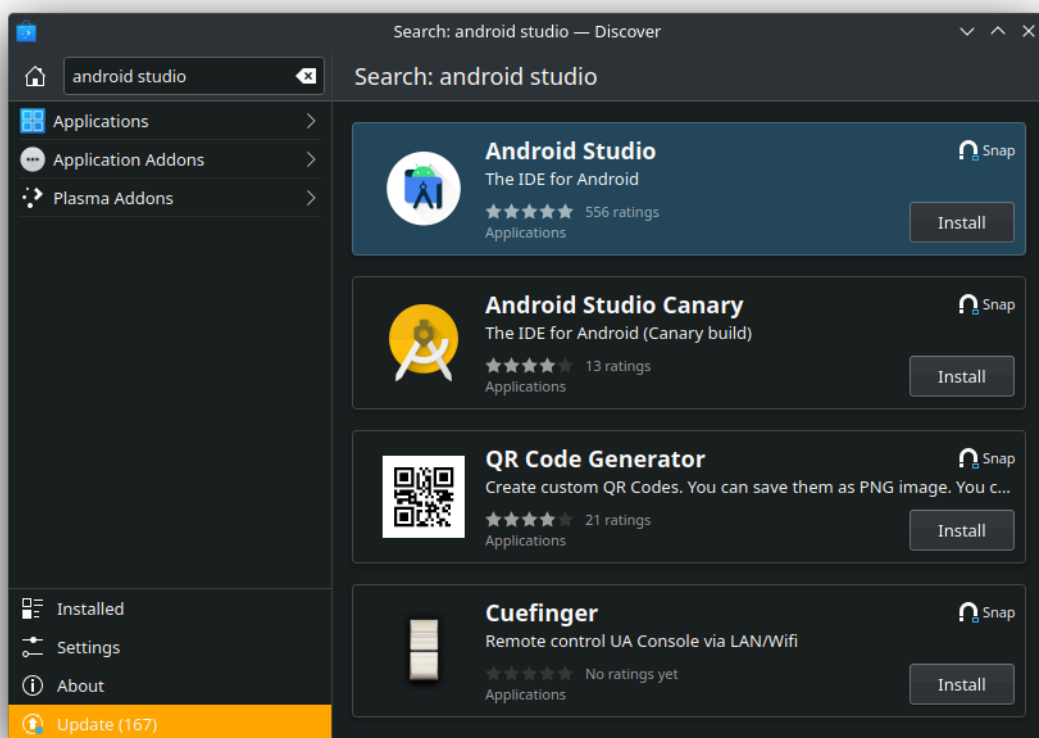 Search: android studio — Discover
android studio
Search: android studio
Applications
Application Addons
Plasma Addons
Installed
Settings
About
Update (167)
Android Studio
Snap
The IDE for Android
556 ratings
Applications
Install
Android Studio Canary
Snap
The IDE for Android (Canary build)
13 ratings
Applications
Install
QR Code Generator
Snap
Create custom QR Codes. You can save them as PNG image. You c...
21 ratings
Applications
Install
Cuefinger
Snap
Remote control UA Console via LAN/Wifi
No ratings yet
Applications
Install